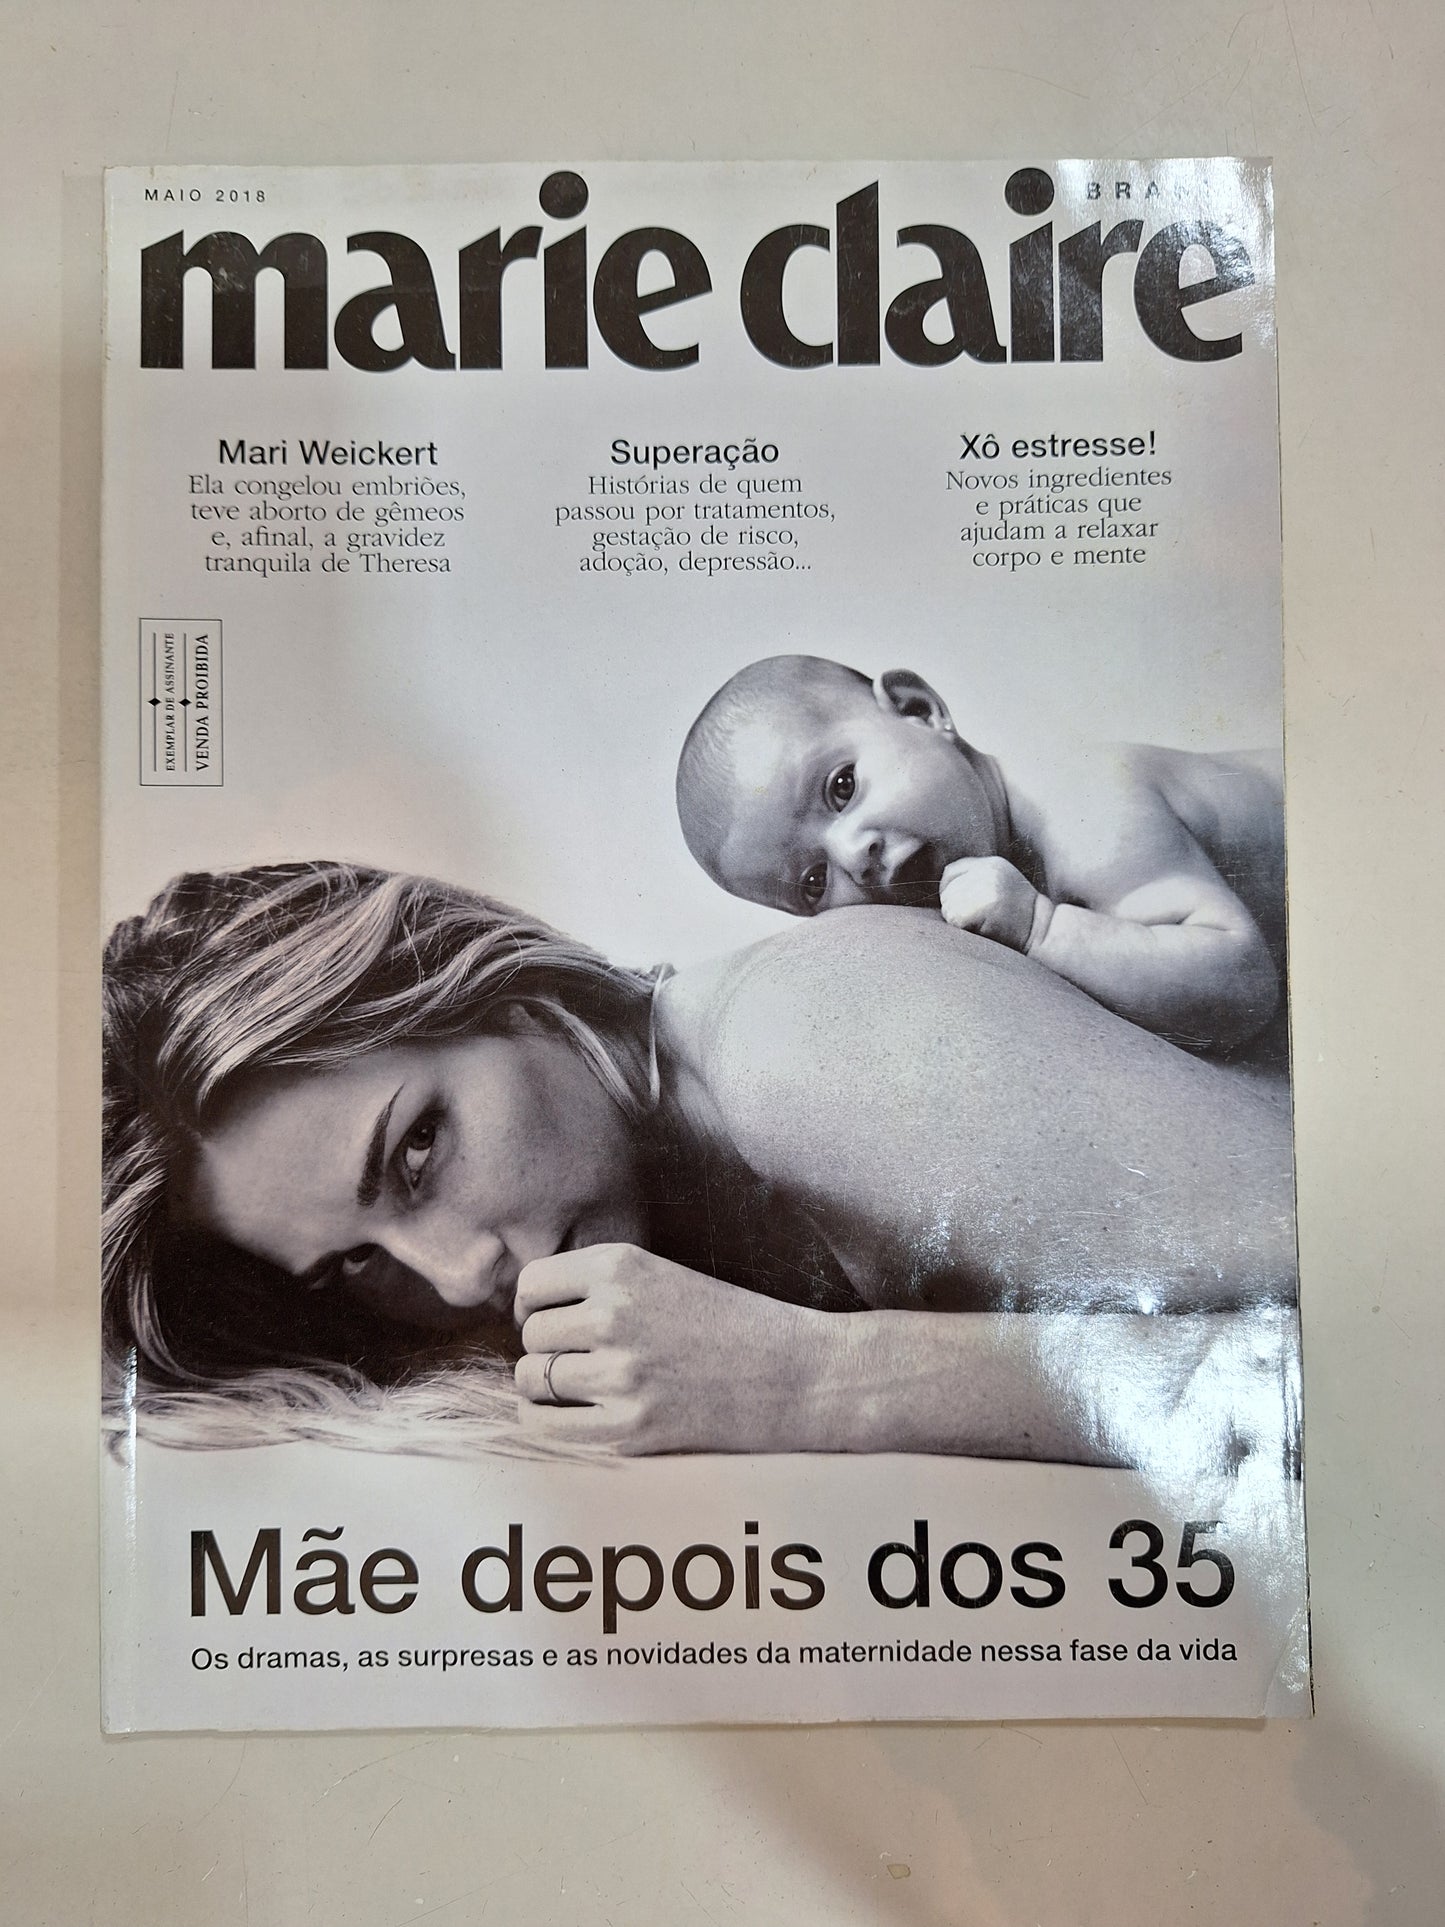 MAIO 2018
BRASIL
marie claire
Mari Weickert
Ela congelou embriões,
teve aborto de gêmeos
e, afinal, a gravidez
tranquila de Theresa
Superação
Histórias de quem
passou por tratamentos,
gestação de risco,
adoção, depressão...
Xô estresse!
Novos ingredientes
e práticas que
ajudam a relaxar
corpo e mente
EXEMPLAR DE ASSINANTE
VENDA PROIBIDA
Mãe depois dos 35
Os dramas, as surpresas e as novidades da maternidade nessa fase da vida